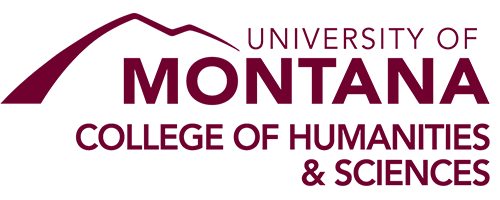 UNIVERSITY OF
MONTANA
COLLEGE OF HUMANITIES
& SCIENCES